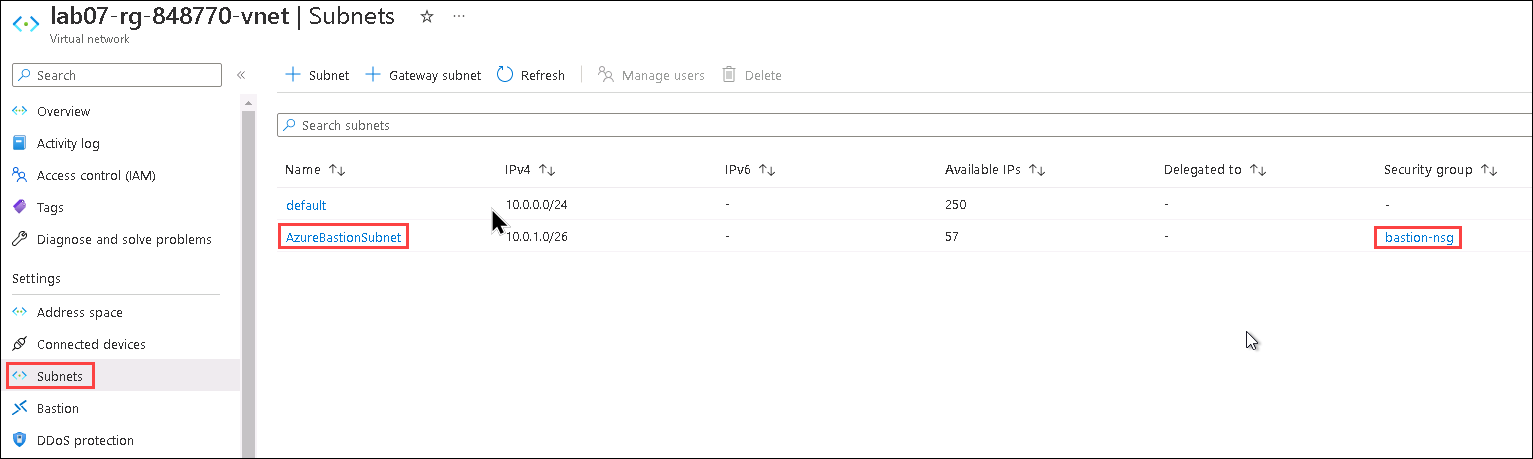 lab07-rg-848770-vnet | Subnets
Virtual network
Search
Overview
Activity log
Access control (IAM)
Tags
Diagnose and solve problems
Settings
Address space
Connected devices
Subnets
Bastion
DDoS protection
Subnet Gateway subnet Refresh Manage users Delete
Search subnets
Name IPv4 IPv6 Available IPs Delegated to Security group
default 10.0.0.0/24 - 250 - -
AzureBastionSubnet 10.0.1.0/26 - 57 - bastion-nsg